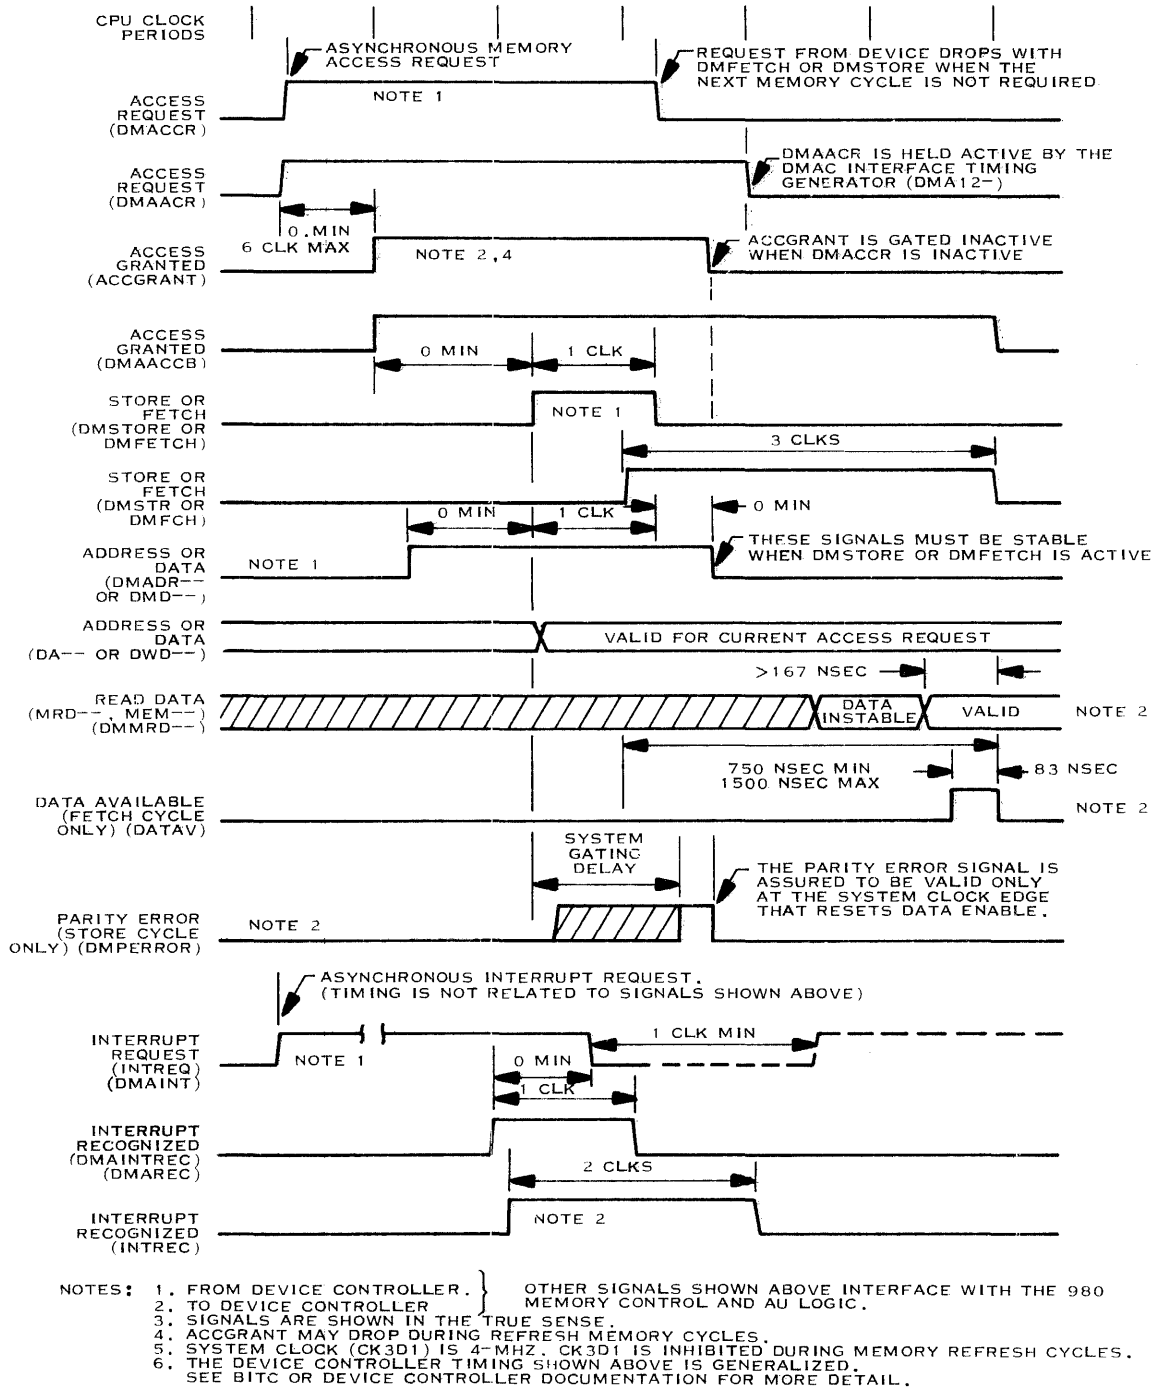 CPU CLOCK
PERIODS
ASYNCHRONOUS MEMORY
ACCESS REQUEST
REQUEST FROM DEVICE DROPS WITH
DMFETCH OR DMSTORE WHEN THE
NEXT MEMORY CYCLE IS NOT REQUIRED
ACCESS
REQUEST
(DMACCR)
NOTE 1
ACCESS
REQUEST
(DMAACR)
DMAACR IS HELD ACTIVE BY THE
DMAC INTERFACE TIMING
GENERATOR (DMA12-)
0.MIN
6 CLK MAX
ACCESS
GRANTED
(ACCGRANT)
NOTE 2,4
ACCGRANT IS GATED INACTIVE
WHEN DMACCR IS INACTIVE
ACCESS
GRANTED
(DMAACCB)
0 MIN
1 CLK
STORE OR
FETCH
(DMSTORE OR
DMFETCH)
NOTE 1
3 CLKS
STORE OR
FETCH
(DMSTR OR
DMFCH)
0 MIN
1 CLK
0 MIN
ADDRESS OR
DATA
(DMADR--
OR DMD--)
NOTE 1
THESE SIGNALS MUST BE STABLE
WHEN DMSTORE OR DMFETCH IS ACTIVE
ADDRESS OR
DATA
(DA-- OR DWD--)
VALID FOR CURRENT ACCESS REQUEST
>167 NSEC
READ DATA
(MRD--, MEM--)
(DMMRD--)
DATA
INSTABLE
VALID
NOTE 2
750 NSEC MIN
1500 NSEC MAX
83 NSEC
DATA AVAILABLE
(FETCH CYCLE
ONLY) (DATAV)
NOTE 2
SYSTEM
GATING
DELAY
THE PARITY ERROR SIGNAL IS
ASSURED TO BE VALID ONLY
AT THE SYSTEM CLOCK EDGE
THAT RESETS DATA ENABLE.
PARITY ERROR
(STORE CYCLE
ONLY) (DMPERROR)
NOTE 2
ASYNCHRONOUS INTERRUPT REQUEST.
(TIMING IS NOT RELATED TO SIGNALS SHOWN ABOVE)
INTERRUPT
REQUEST
(INTREQ)
(DMAINT)
NOTE 1
1 CLK MIN
0 MIN
1 CLK
INTERRUPT
RECOGNIZED
(DMAINTREC)
(DMAREC)
2 CLKS
INTERRUPT
RECOGNIZED
(INTREC)
NOTE 2
NOTES: 1. FROM DEVICE CONTROLLER.
2. TO DEVICE CONTROLLER
OTHER SIGNALS SHOWN ABOVE INTERFACE WITH THE 980
MEMORY CONTROL AND AU LOGIC.
3. SIGNALS ARE SHOWN IN THE TRUE SENSE.
4. ACCGRANT MAY DROP DURING REFRESH MEMORY CYCLES.
5. SYSTEM CLOCK (CK3D1) IS 4-MHZ. CK3D1 IS INHIBITED DURING MEMORY REFRESH CYCLES.
6. THE DEVICE CONTROLLER TIMING SHOWN ABOVE IS GENERALIZED.
SEE BITC OR DEVICE CONTROLLER DOCUMENTATION FOR MORE DETAIL.